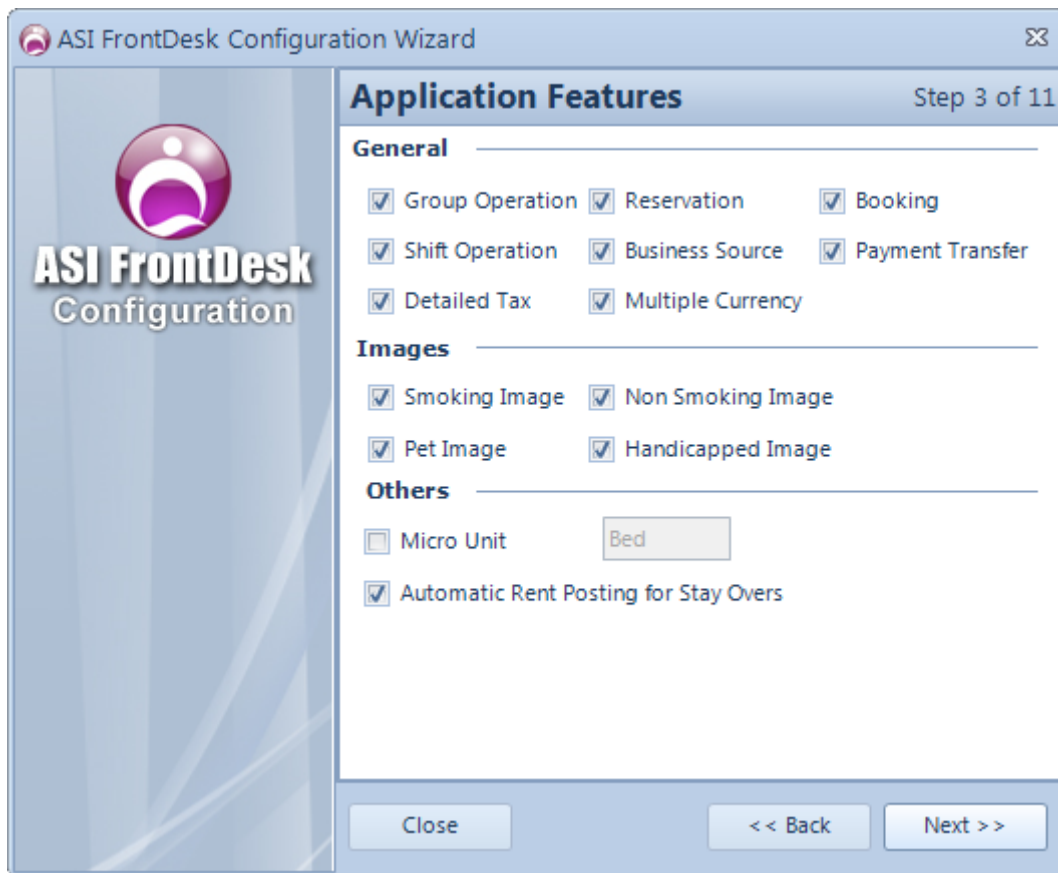 ASI FrontDesk Configuration Wizard
Application Features Step 3 of 11
ASI FrontDesk
Configuration
General
Group Operation Reservation Booking
Shift Operation Business Source Payment Transfer
Detailed Tax Multiple Currency
Images
Smoking Image Non Smoking Image
Pet Image Handicapped Image
Others
Micro Unit Bed
Automatic Rent Posting for Stay Overs
Close << Back Next >>